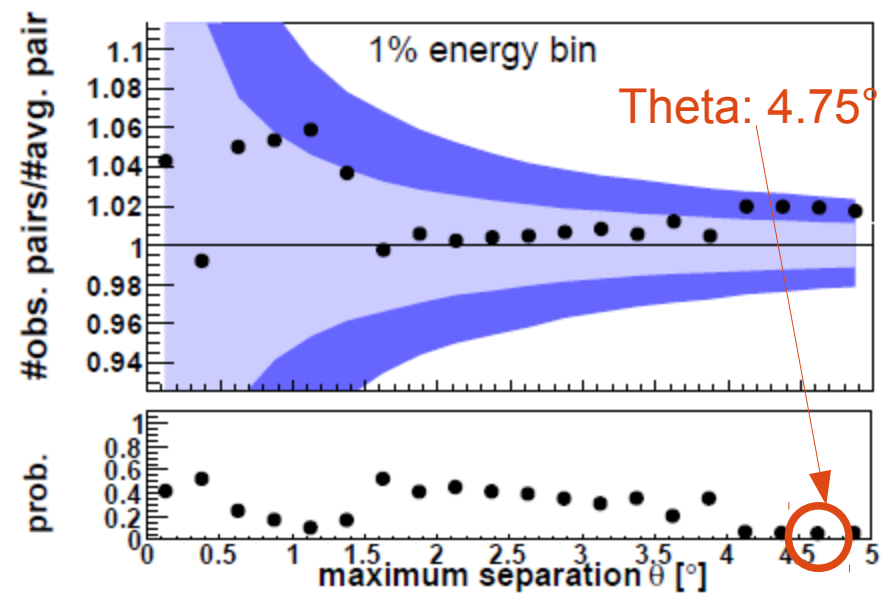 #obs. pairs/#avg. pair
1.1
1.08
1.06
1.04
1.02
1
0.98
0.96
0.94
1% energy bin
Theta: 4.75°
prob.
1
0.8
0.6
0.4
0.2
0
0 0.5 1 1.5 2 2.5 3 3.5 4 4.5 5
maximum separation θ [°]